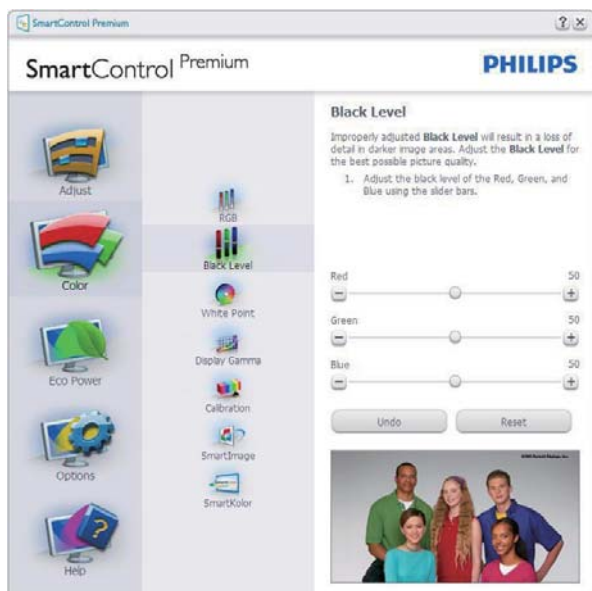 SmartControl Premium
SmartControl Premium
PHILIPS
Adjust
Color
Eco Power
Options
Help
RGB
Black Level
White Point
Display Gamma
Calibration
SmartImage
SmartKolor
Black Level
Improperly adjusted Black Level will result in a loss of
detail in darker image areas. Adjust the Black Level for
the best possible picture quality.
1. Adjust the black level of the Red, Green, and
Blue using the slider bars.
Red 50
Green 50
Blue 50
Undo Reset